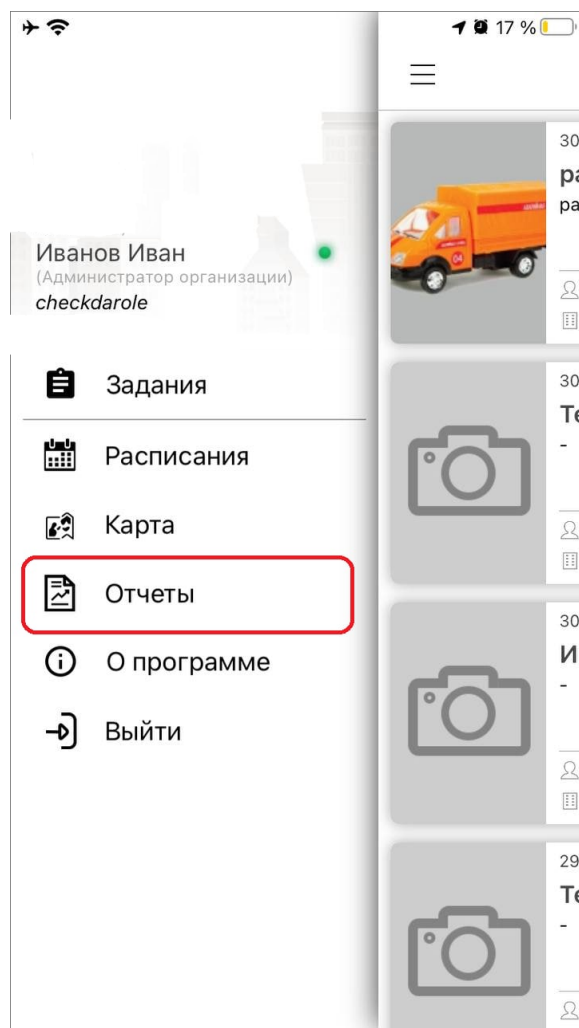 17 %
Иванов Иван
(Администратор организации)
checkdarole
Задания
Расписания
Карта
Отчеты
О программе
Выйти
30
ра
ра
04
30
Те
-
30
И
-
29
Те
-